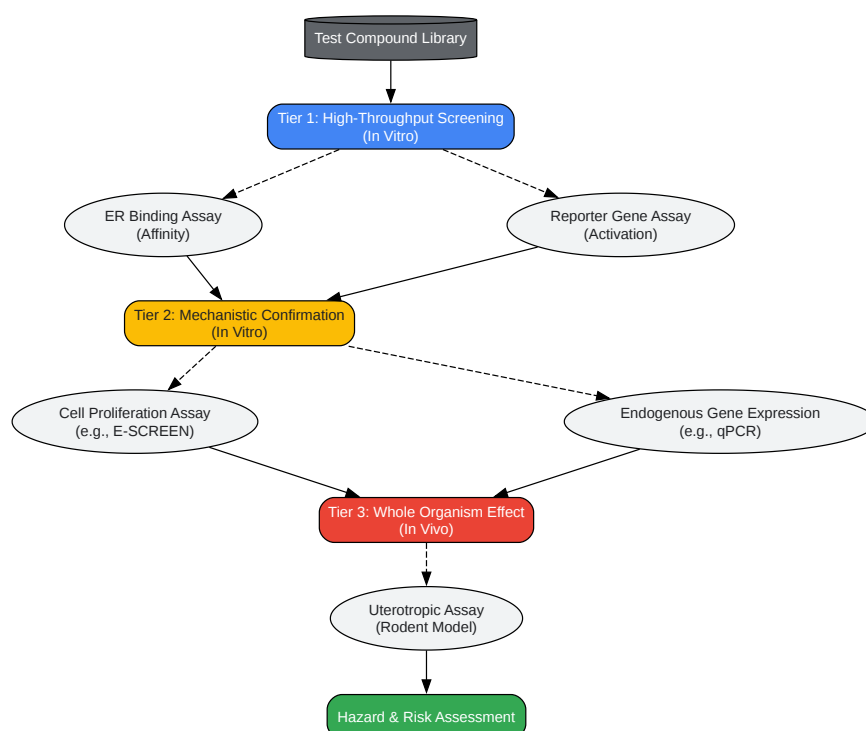 Test Compound Library
Tier 1: High-Throughput Screening
(In Vitro)
ER Binding Assay
(Affinity)
Reporter Gene Assay
(Activation)
Tier 2: Mechanistic Confirmation
(In Vitro)
Cell Proliferation Assay
(e.g., E-SCREEN)
Endogenous Gene Expression
(e.g., qPCR)
Tier 3: Whole Organism Effect
(In Vivo)
Uterotropic Assay
(Rodent Model)
Hazard & Risk Assessment